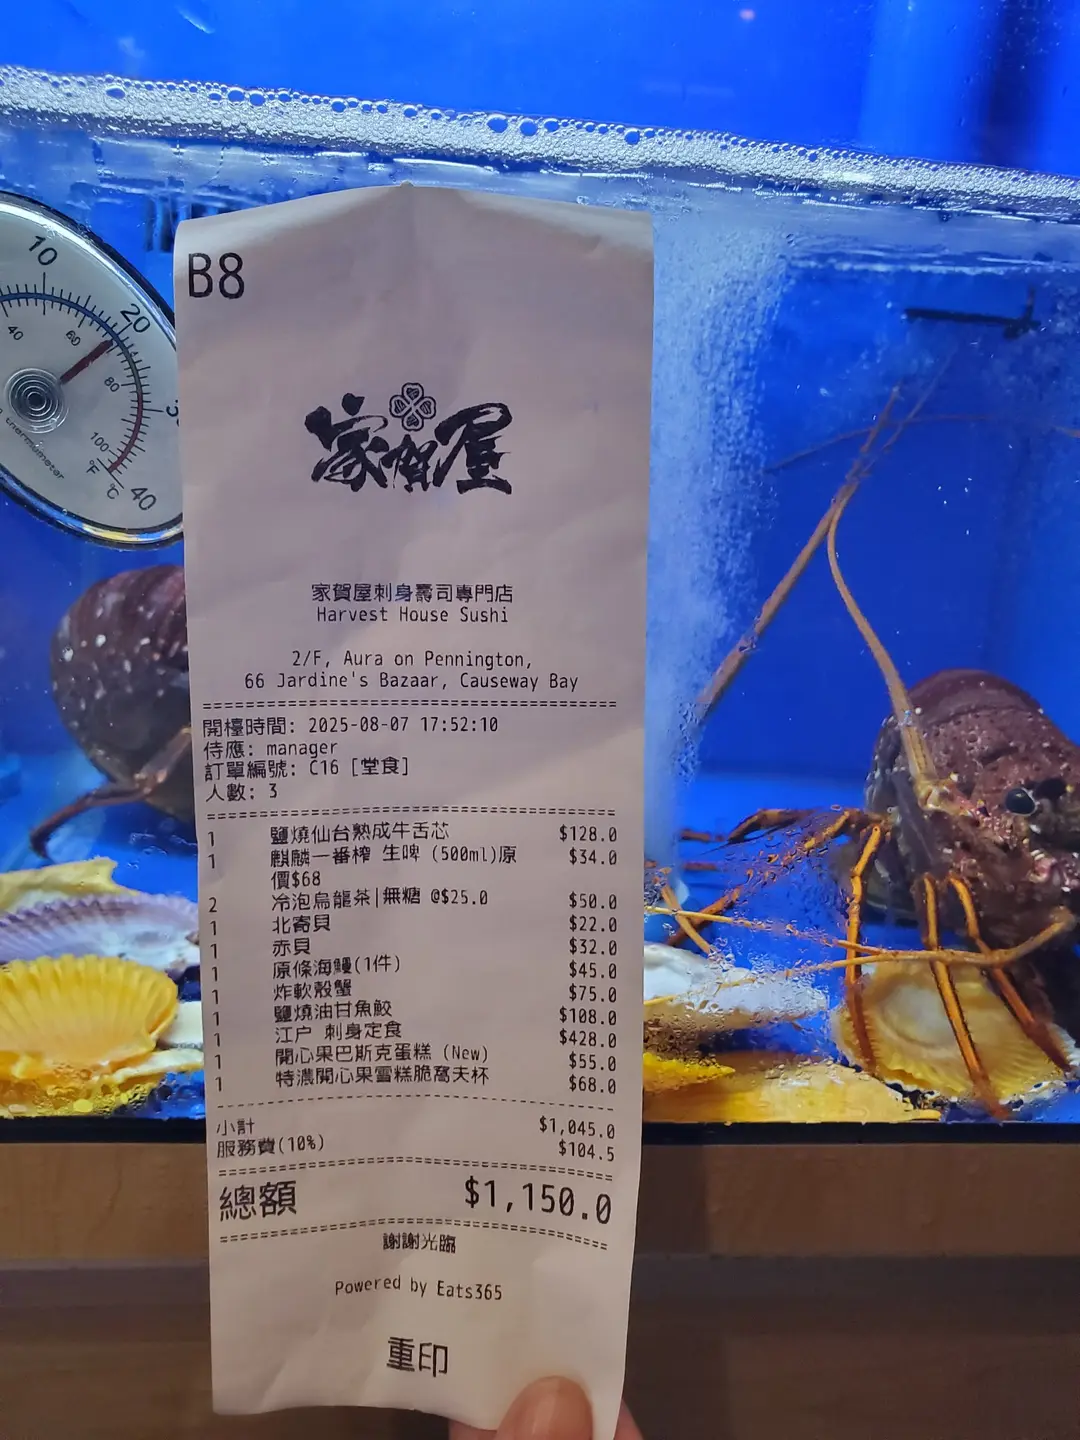 10
20
40
60
80
100
°F
°C
40
thermometer
B8
家賀屋
家賀屋刺身壽司專門店
Harvest House Sushi
2/F, Aura on Pennington,
66 Jardine's Bazaar, Causeway Bay
開檯時間: 2025-08-07 17:52:10
侍應: manager
訂單編號: C16 [堂食]
人數: 3
1 鹽燒仙台熟成牛舌芯 $128.0
1 麒麟一番榨 生啤 (500ml)原 $34.0
價$68
2 冷泡烏龍茶|無糖 @$25.0 $50.0
1 北寄貝 $22.0
1 赤貝 $32.0
1 原條海鰻(1件) $45.0
1 炸軟殼蟹 $75.0
1 鹽燒油甘魚鮫 $108.0
1 江户 刺身定食 $428.0
1 開心果巴斯克蛋糕 (New) $55.0
1 特濃開心果雪糕脆窩夫杯 $68.0
小計 $1,045.0
服務費(10%) $104.5
總額 $1,150.0
謝謝光臨
Powered by Eats365
重印